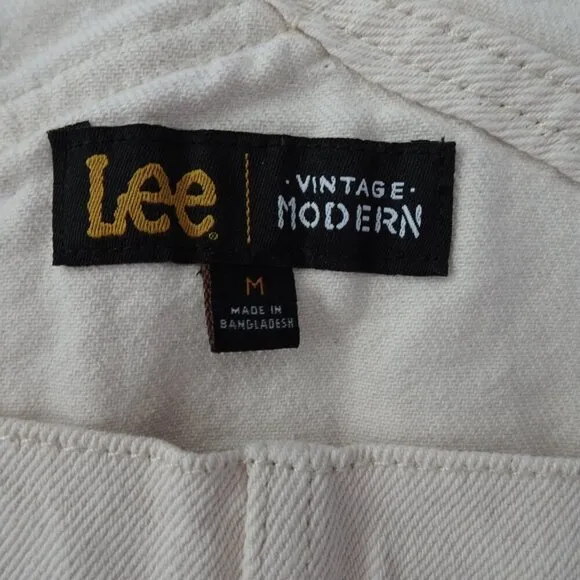 Lee®
· VINTAGE ·
MODERN
M
MADE IN
BANGLADESH